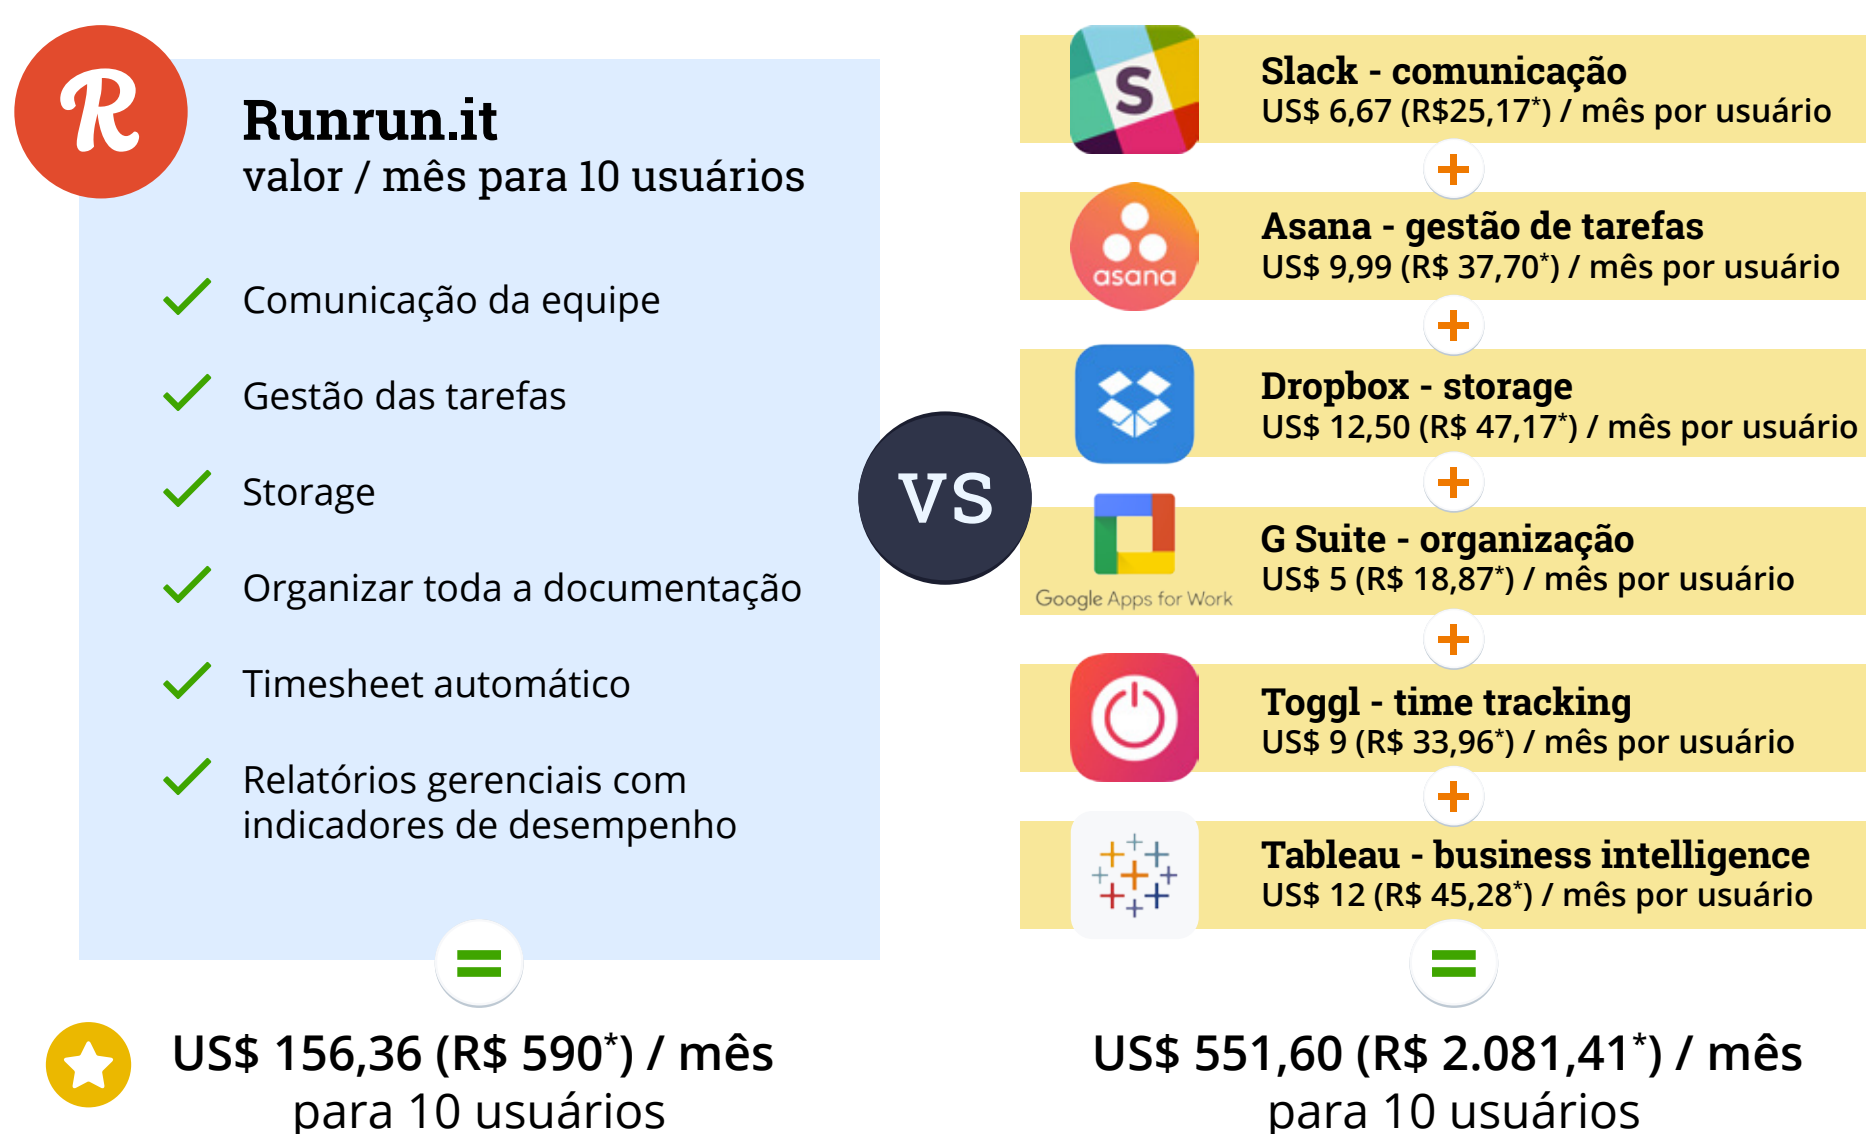 R
Runrun.it
valor / mês para 10 usuários
Comunicação da equipe
Gestão das tarefas
Storage
Organizar toda a documentação
Timesheet automático
Relatórios gerenciais com
indicadores de desempenho
=
US$ 156,36 (R$ 590*) / mês
para 10 usuários
VS
S
Slack - comunicação
US$ 6,67 (R$25,17*) / mês por usuário
+
asana
Asana - gestão de tarefas
US$ 9,99 (R$ 37,70*) / mês por usuário
+
Dropbox - storage
US$ 12,50 (R$ 47,17*) / mês por usuário
+
Google Apps for Work
G Suite - organização
US$ 5 (R$ 18,87*) / mês por usuário
+
Toggl - time tracking
US$ 9 (R$ 33,96*) / mês por usuário
+
Tableau - business intelligence
US$ 12 (R$ 45,28*) / mês por usuário
=
US$ 551,60 (R$ 2.081,41*) / mês
para 10 usuários